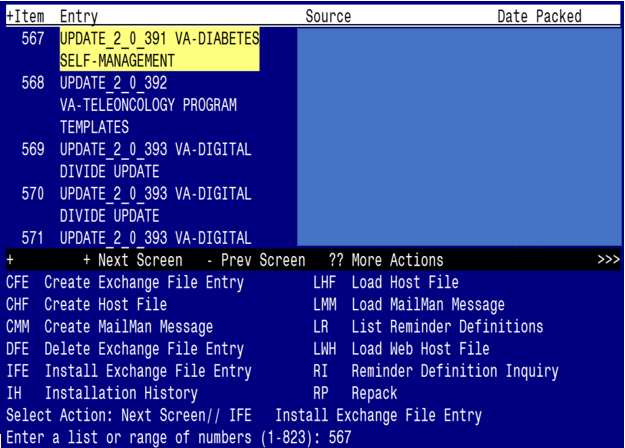 +Item Entry Source Date Packed
567 UPDATE_2_0_391 VA-DIABETES
SELF-MANAGEMENT
568 UPDATE_2_0_392
VA-TELEONCOLOGY PROGRAM
TEMPLATES
569 UPDATE_2_0_393 VA-DIGITAL
DIVIDE UPDATE
570 UPDATE_2_0_393 VA-DIGITAL
DIVIDE UPDATE
571 UPDATE_2_0_393 VA-DIGITAL
+ + Next Screen - Prev Screen ?? More Actions >>>
CFE Create Exchange File Entry LHF Load Host File
CHF Create Host File LMM Load MailMan Message
CMM Create MailMan Message LR List Reminder Definitions
DFE Delete Exchange File Entry LWH Load Web Host File
IFE Install Exchange File Entry RI Reminder Definition Inquiry
IH Installation History RP Repack
Select Action: Next Screen// IFE Install Exchange File Entry
Enter a list or range of numbers (1-823): 567